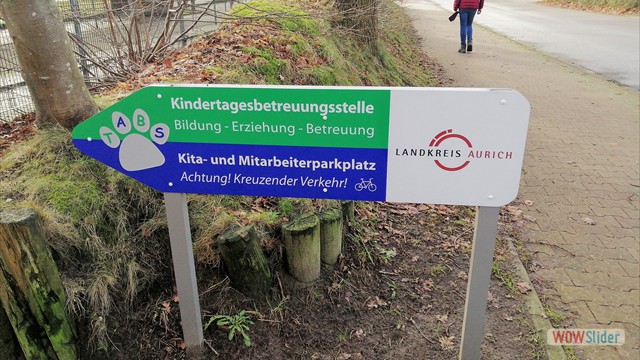 TABS
Kindertagesbetreuungsstelle
Bildung - Erziehung - Betreuung
Kita- und Mitarbeiterparkplatz
Achtung! Kreuzender Verkehr!
LANDKREIS AURICH
WOWSlider